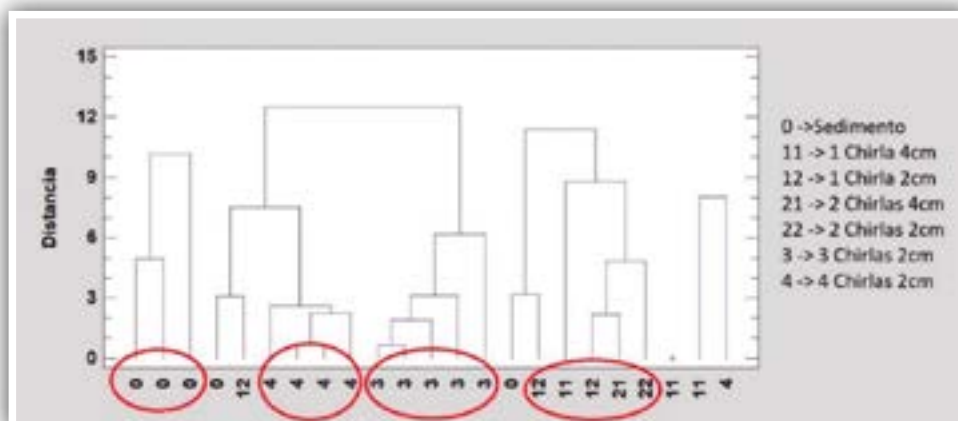 15
12
9
6
3
0
Distancia
0 0 0 0 12 4 4 4 4 3 3 3 3 3 0 12 11 12 21 22 11 11 4
0 ->Sedimento
11 -> 1 Chirla 4cm
12 -> 1 Chirla 2cm
21 -> 2 Chirlas 4cm
22 -> 2 Chirlas 2cm
3 -> 3 Chirlas 2cm
4 -> 4 Chirlas 2cm